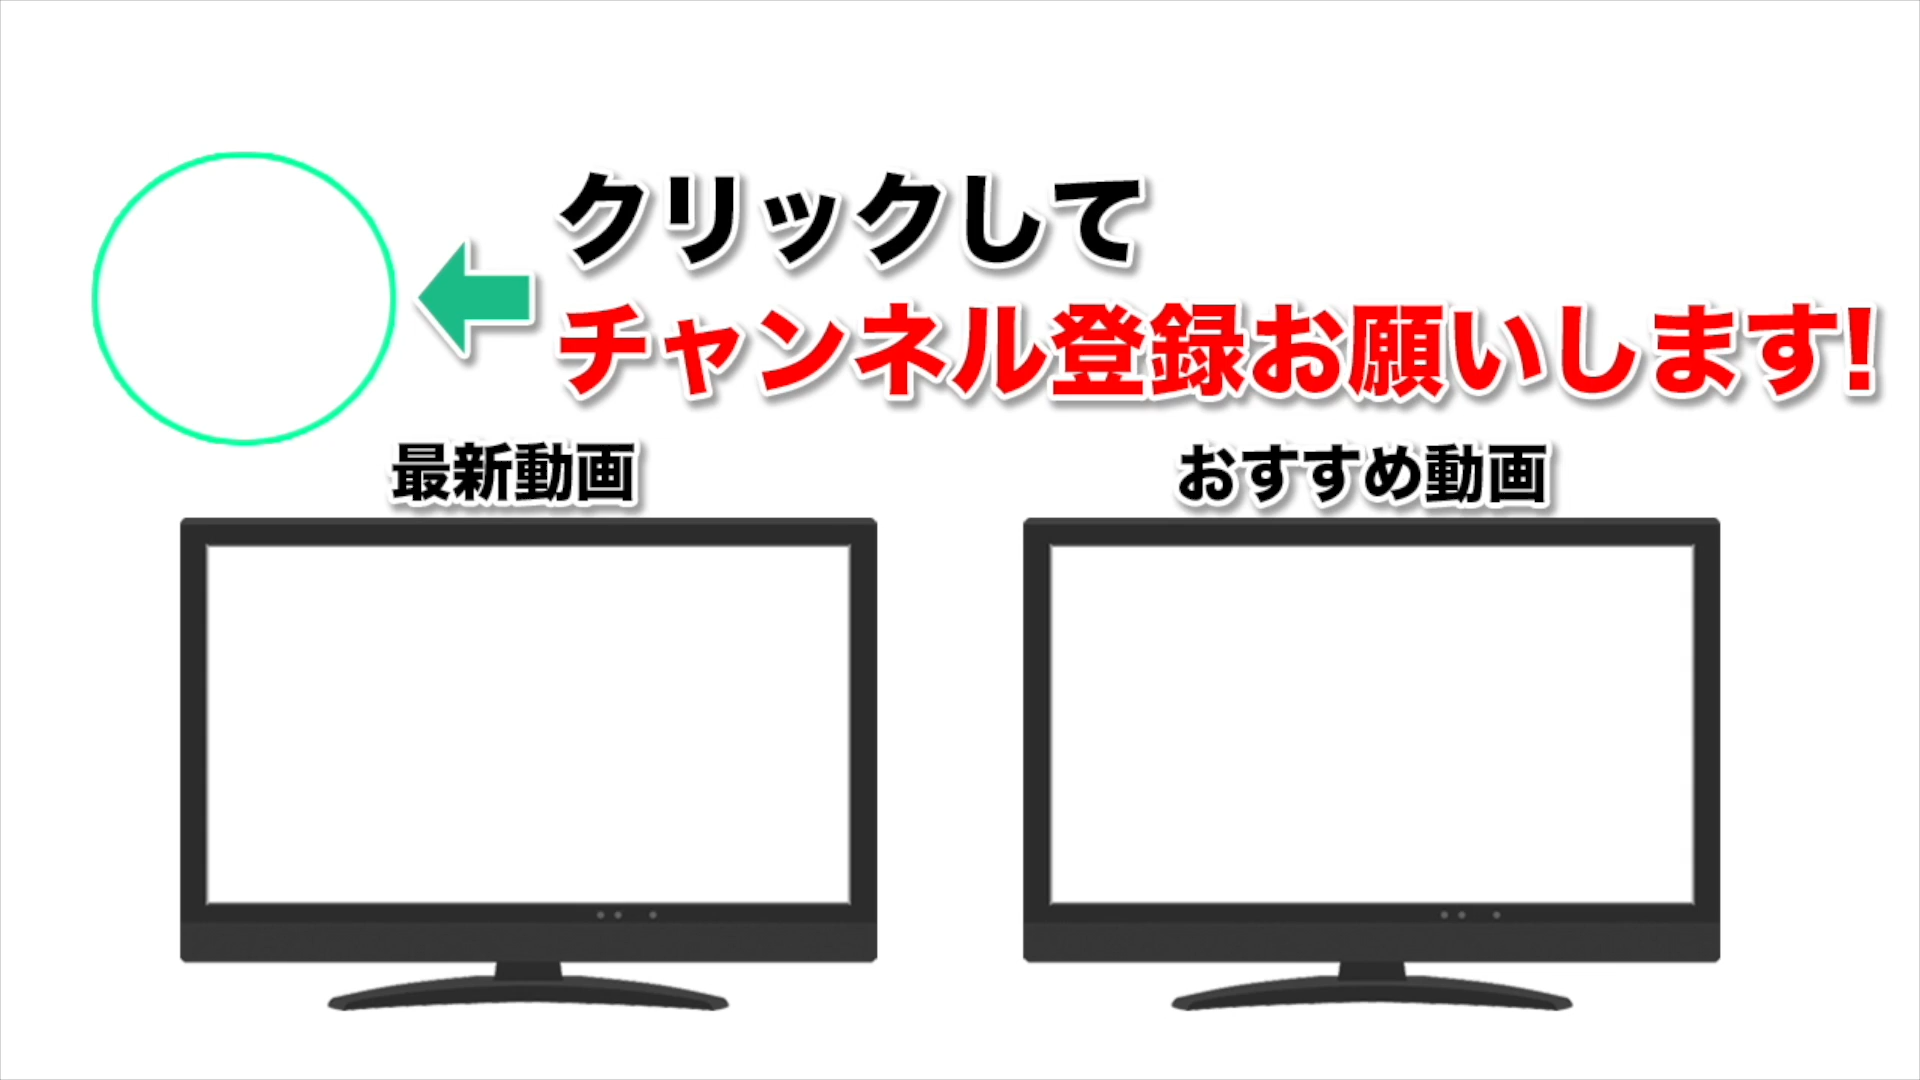 クリックして
チャンネル登録お願いします!
最新動画
おすすめ動画